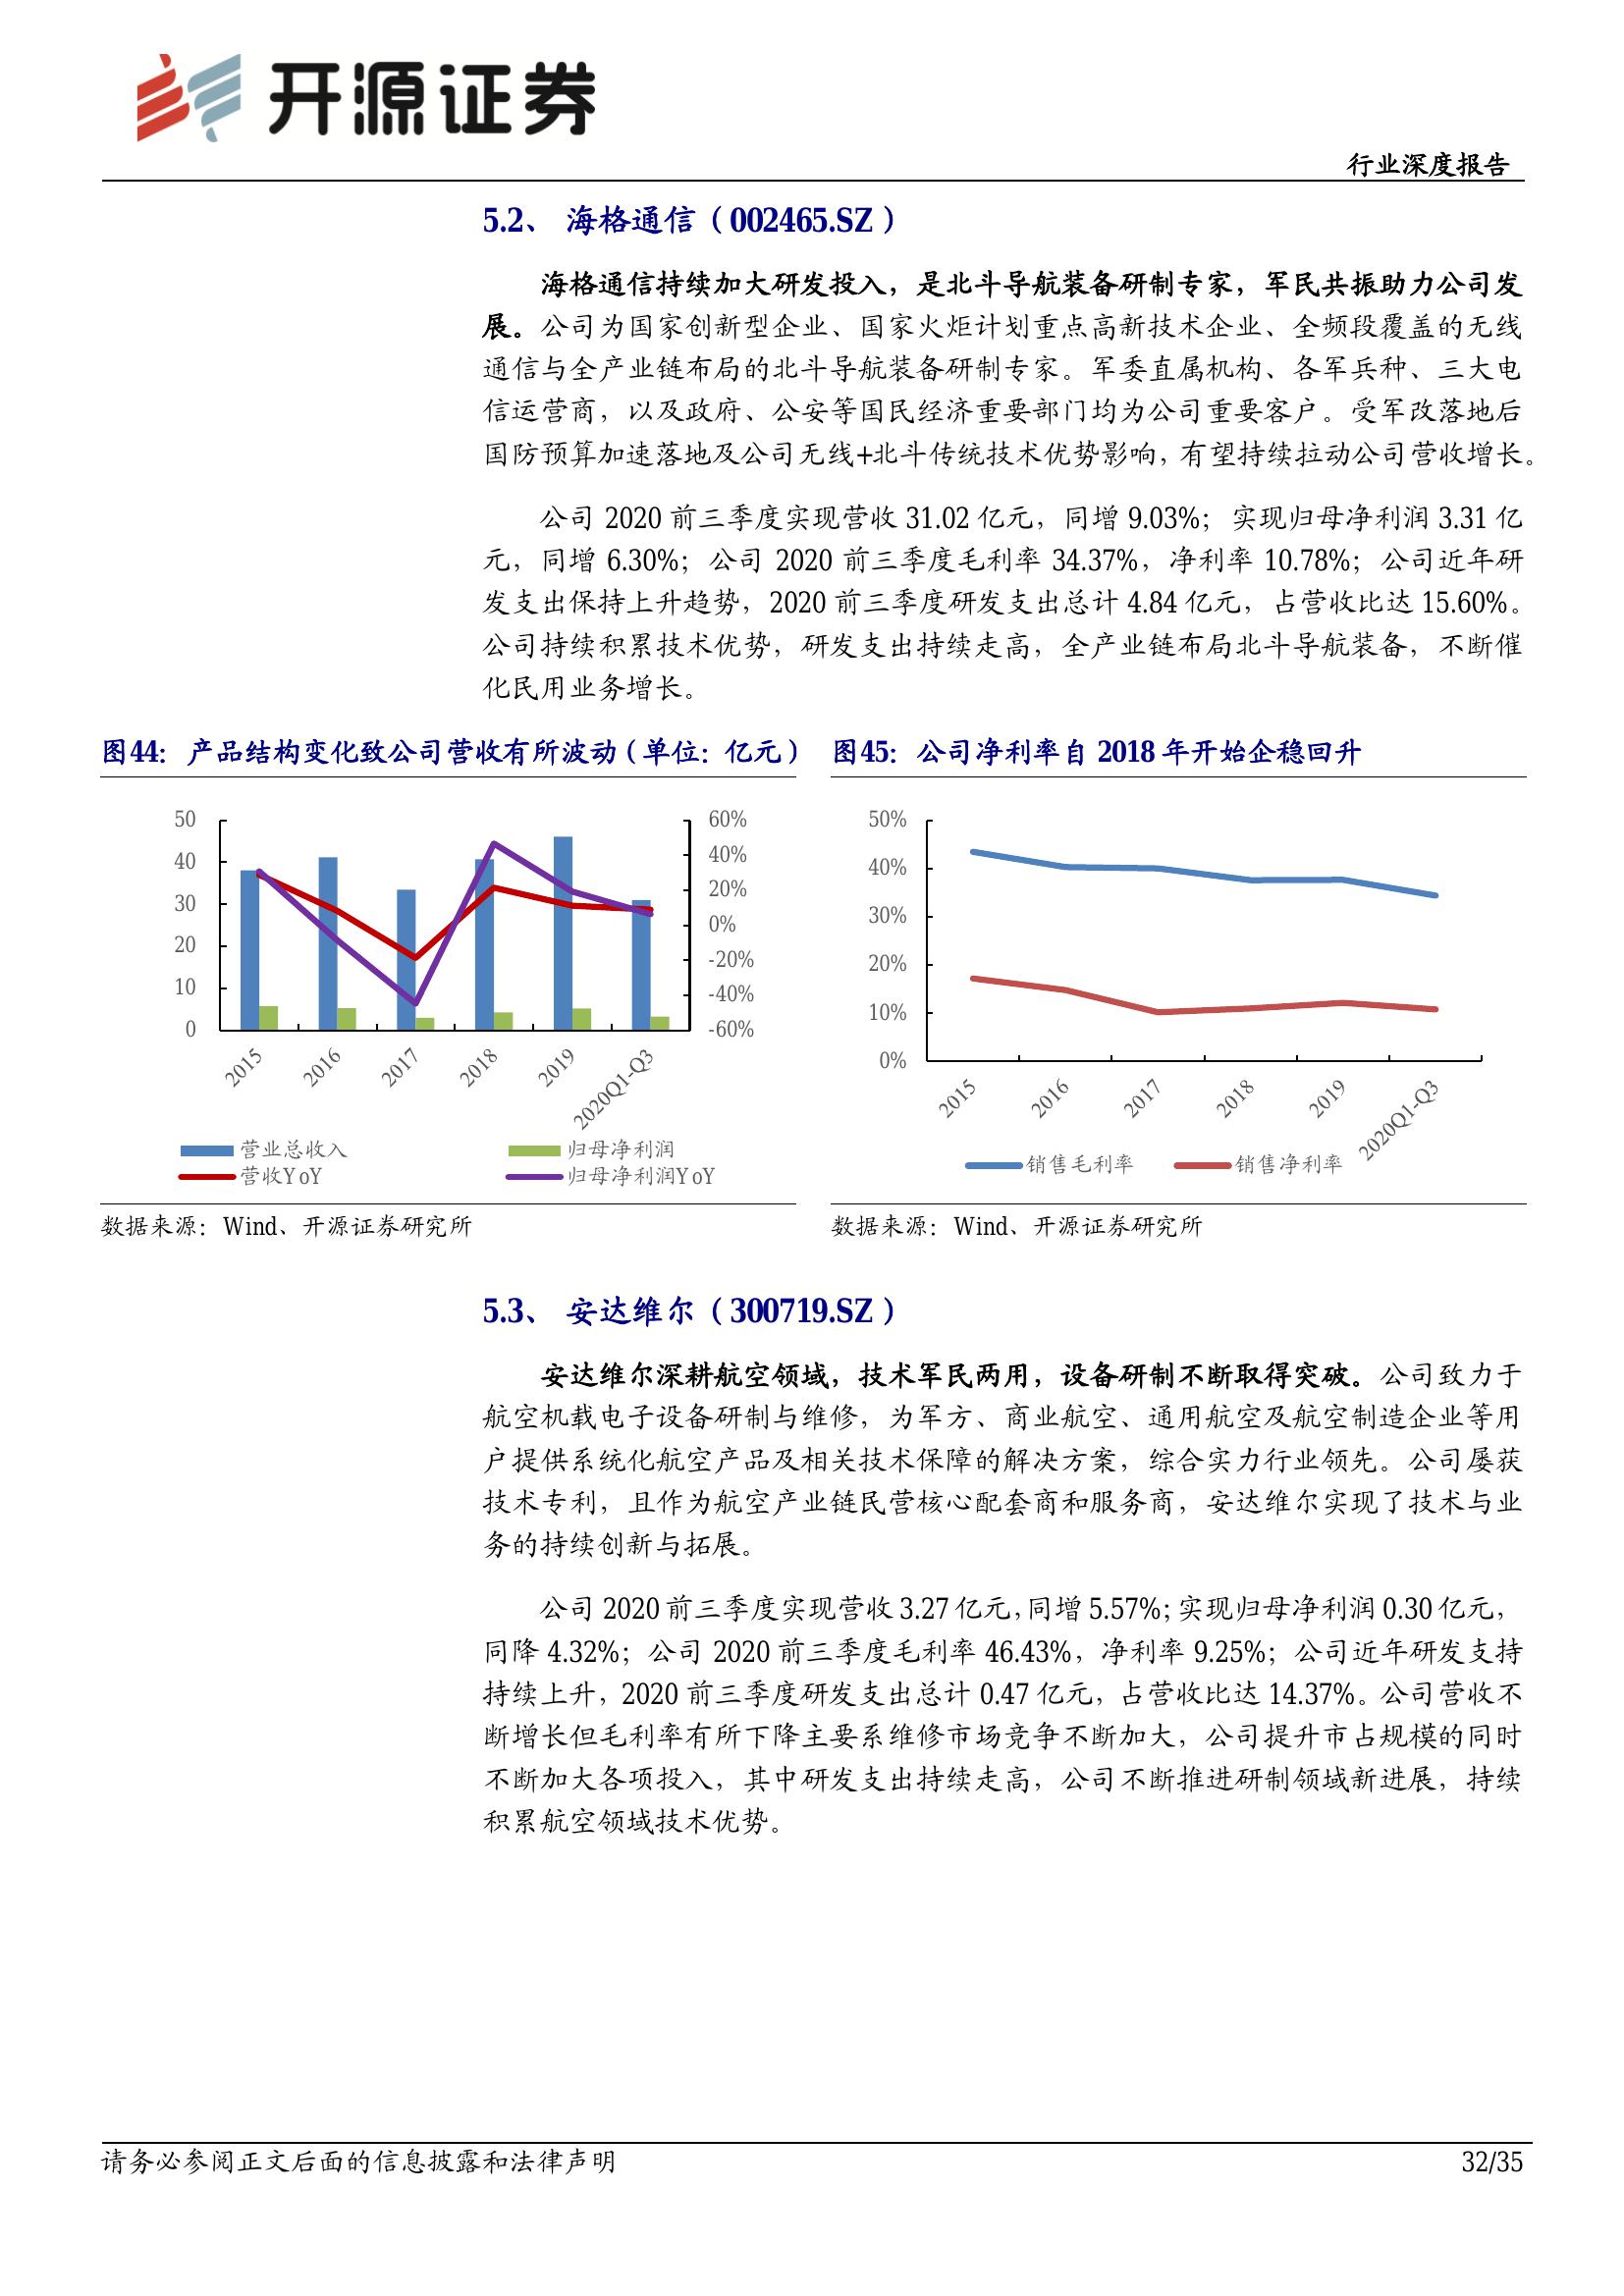 开源证券
行业深度报告
5.2、 海格通信（002465.SZ）
海格通信持续加大研发投入，是北斗导航装备研制专家，军民共振助力公司发
展。公司为国家创新型企业、国家火炬计划重点高新技术企业、全频段覆盖的无线
通信与全产业链布局的北斗导航装备研制专家。军委直属机构、各军兵种、三大电
信运营商，以及政府、公安等国民经济重要部门均为公司重要客户。受军改落地后
国防预算加速落地及公司无线+北斗传统技术优势影响，有望持续拉动公司营收增长。
公司 2020 前三季度实现营收 31.02 亿元，同增 9.03%；实现归母净利润 3.31 亿
元，同增 6.30%；公司 2020 前三季度毛利率 34.37%，净利率 10.78%；公司近年研
发支出保持上升趋势，2020 前三季度研发支出总计 4.84 亿元，占营收比达 15.60%。
公司持续积累技术优势，研发支出持续走高，全产业链布局北斗导航装备，不断催
化民用业务增长。
图44：产品结构变化致公司营收有所波动（单位：亿元）
50
40
30
20
10
0
60%
40%
20%
0%
-20%
-40%
-60%
2015
2016
2017
2018
2019
2020Q1-Q3
营业总收入
归母净利润
营收YoY
归母净利润YoY
数据来源：Wind、开源证券研究所
图45：公司净利率自 2018 年开始企稳回升
50%
40%
30%
20%
10%
0%
2015
2016
2017
2018
2019
2020Q1-Q3
销售毛利率
销售净利率
数据来源：Wind、开源证券研究所
5.3、 安达维尔（300719.SZ）
安达维尔深耕航空领域，技术军民两用，设备研制不断取得突破。公司致力于
航空机载电子设备研制与维修，为军方、商业航空、通用航空及航空制造企业等用
户提供系统化航空产品及相关技术保障的解决方案，综合实力行业领先。公司屡获
技术专利，且作为航空产业链民营核心配套商和服务商，安达维尔实现了技术与业
务的持续创新与拓展。
公司 2020 前三季度实现营收 3.27 亿元，同增 5.57%；实现归母净利润 0.30 亿元，
同降 4.32%；公司 2020 前三季度毛利率 46.43%，净利率 9.25%；公司近年研发支持
持续上升，2020 前三季度研发支出总计 0.47 亿元，占营收比达 14.37%。公司营收不
断增长但毛利率有所下降主要系维修市场竞争不断加大，公司提升市占规模的同时
不断加大各项投入，其中研发支出持续走高，公司不断推进研制领域新进展，持续
积累航空领域技术优势。
请务必参阅正文后面的信息披露和法律声明
32/35